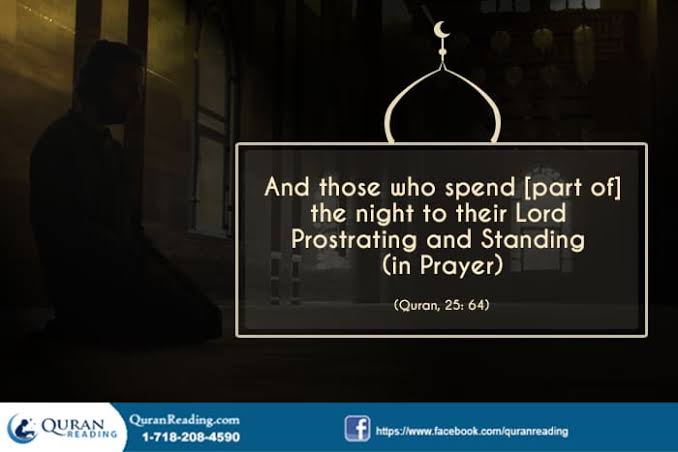 And those who spend [part of]
the night to their Lord
Prostrating and Standing
(in Prayer)
(Quran, 25: 64)
QURAN
READING
QuranReading.com
1-718-208-4590
https://www.facebook.com/quranreading